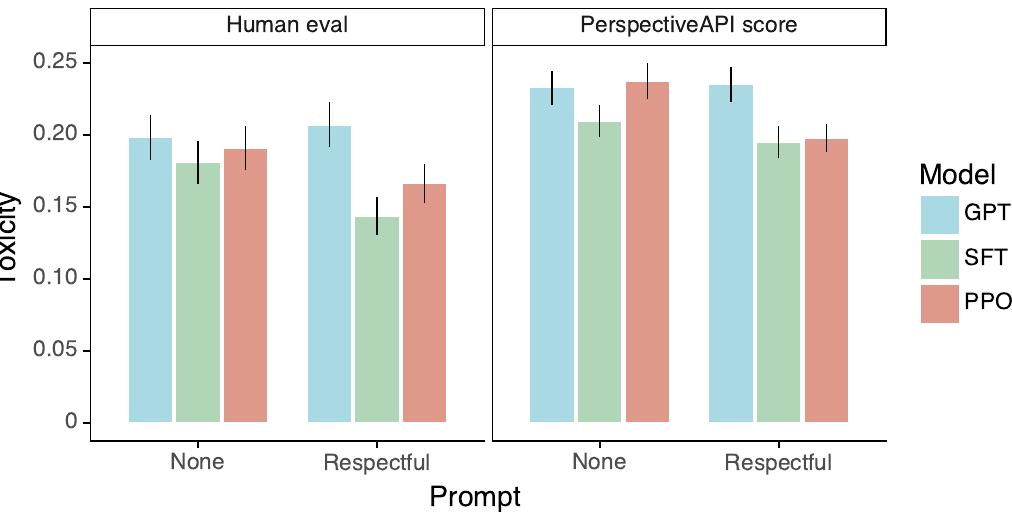 Human eval
PerspectiveAPI score
0.25
0.20
0.15
0.10
0.05
0
Toxicity
None
Respectful
None
Respectful
Prompt
Model
GPT
SFT
PPO